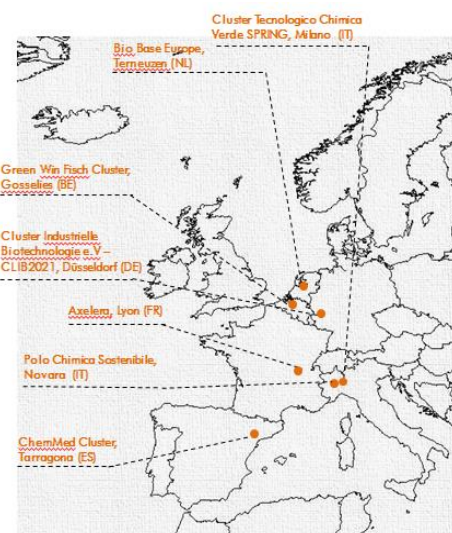 Cluster Tecnologico Chimica
Verde SPRING, Milano (IT)
Bio Base Europe,
Terneuzen (NL)
Green Win Fisch Cluster,
Gosselies (BE)
Cluster Industrielle
Biotechnologie e.V –
CLIB2021, Düsseldorf (DE)
Axelera, Lyon (FR)
Polo Chimica Sostenibile,
Novara (IT)
ChemMed Cluster,
Tarragona (ES)